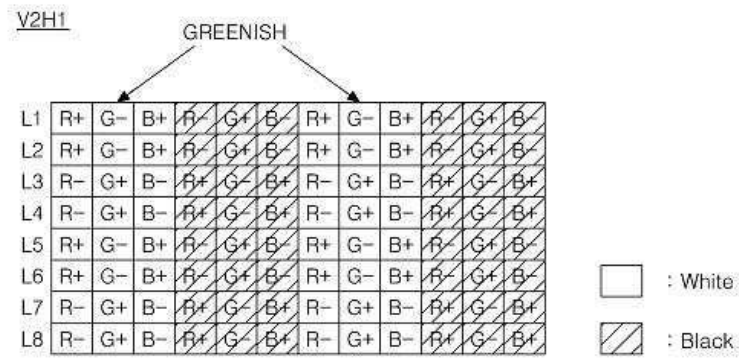 V2H1
GREENISH
L1 R+ G- B+ R- G+ B- R+ G- B+ R- G+ B-
L2 R+ G- B+ R- G+ B- R+ G- B+ R- G+ B-
L3 R- G+ B- R+ G- B+ R- G+ B- R+ G- B+
L4 R- G+ B- R+ G- B+ R- G+ B- R+ G- B+
L5 R+ G- B+ R- G+ B- R+ G- B+ R- G+ B-
L6 R+ G- B+ R- G+ B- R+ G- B+ R- G+ B-
L7 R- G+ B- R+ G- B+ R- G+ B- R+ G- B+
L8 R- G+ B- R+ G- B+ R- G+ B- R+ G- B+
: White
: Black